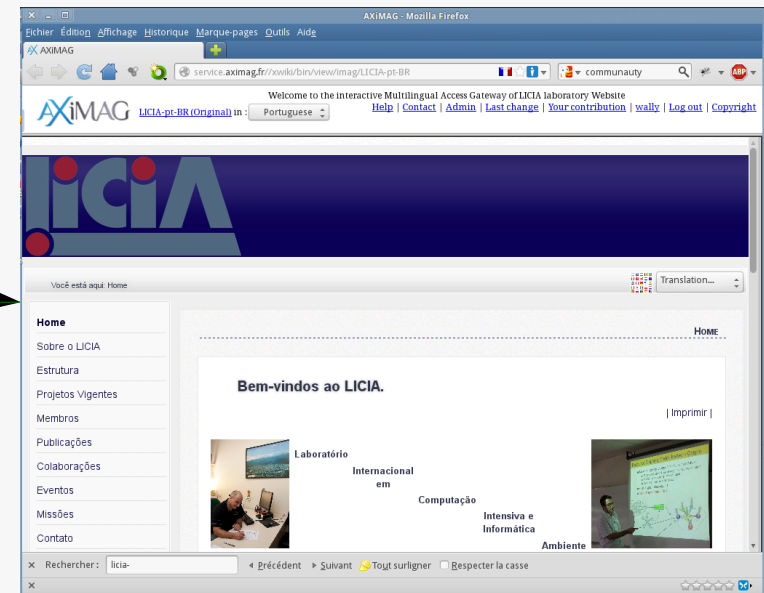 AXiMAG - Mozilla Firefox
Fichier Édition Affichage Historique Marque-pages Outils Aide
AXiMAG
service.aximag.fr//xwiki/bin/view/imag/LICIA-pt-BR
communauty
ABP
Welcome to the interactive Multilingual Access Gateway of LICIA laboratory Website
AXiMAG LICIA-pt-BR (Original) in : Portuguese Help | Contact | Admin | Last change | Your contribution | wally | Log out | Copyright
liciA
Você está aqui: Home
Translation...
Home
Sobre o LICIA
Estrutura
Projetos Vigentes
Membros
Publicações
Colaborações
Eventos
Missões
Contato
Home
Bem-vindos ao LICIA.
| Imprimir |
Laboratório
Internacional
em
Computação
Intensiva e
Informática
Ambiente
× Rechercher : licia- Précédent Suivant Tout surligner Respecter la casse
×